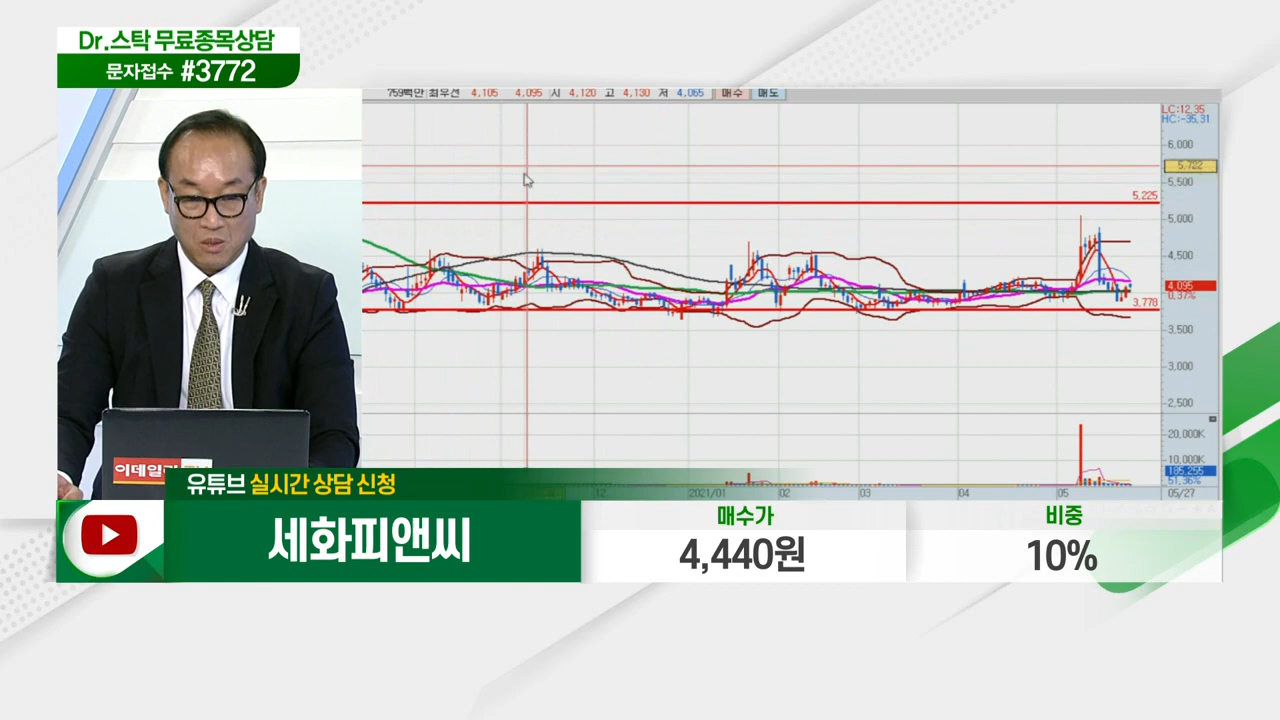 Dr.스탁 무료종목상담
문자접수 #3772
759백만 최우선 4,105 4,095 시 4,120 고 4,130 저 4,065 매수 매도
LC:12,35
HC:-35,31
6,000
5,722
5,500
5,225
5,000
4,500
4,095
0,37%
3,778
3,500
3,000
2,500
20,000K
10,000K
185,255
51,36%
12 2021/01 02 03 04 05 05/27
이데일리
유튜브 실시간 상담 신청
세화피앤씨
매수가
4,440원
비중
10%